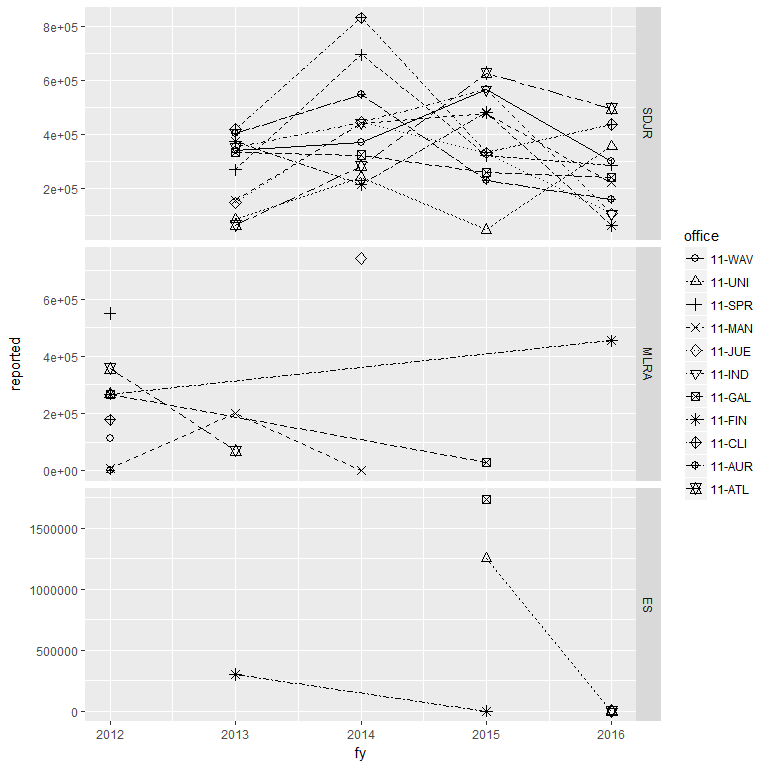 8e+05
6e+05
4e+05
2e+05
SDJR
6e+05
4e+05
2e+05
0e+00
MLRA
1500000
1000000
500000
0
ES
2012 2013 2014 2015 2016
fy
reported
office
11-WAV
11-UNI
11-SPR
11-MAN
11-JUE
11-IND
11-GAL
11-FIN
11-CLI
11-AUR
11-ATL